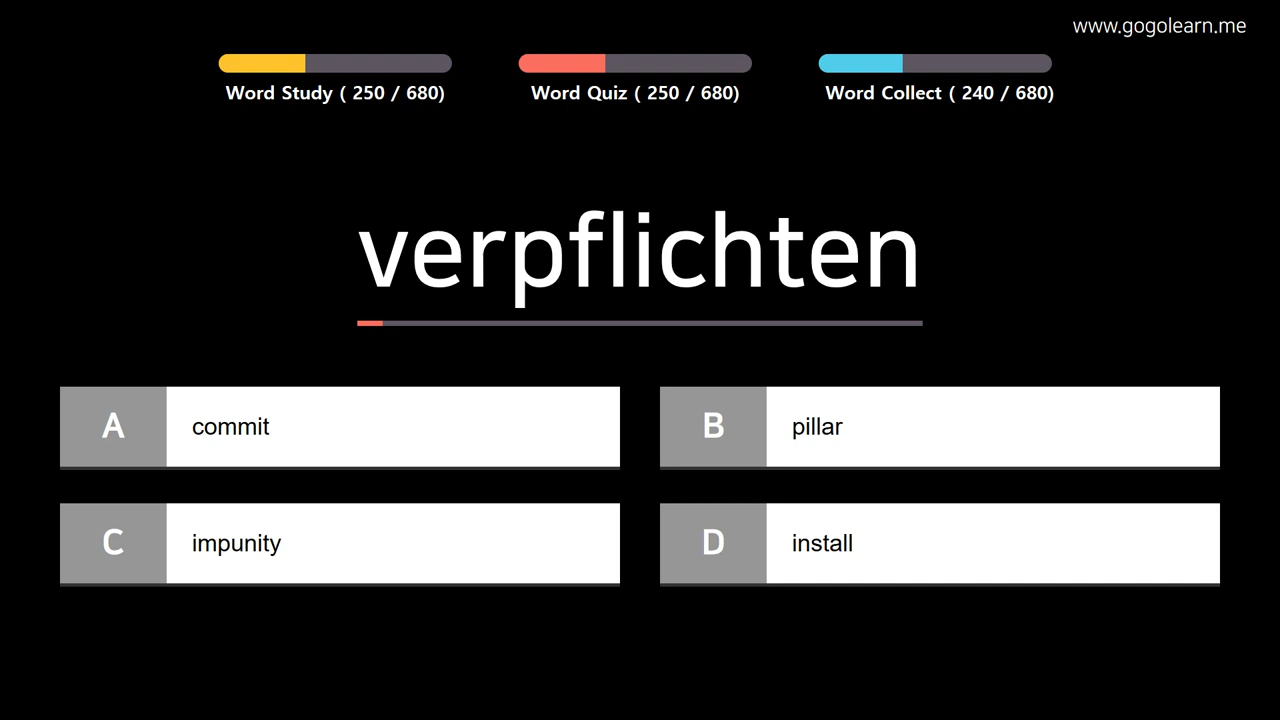 www.gogolearn.me
Word Study ( 250 / 680)
Word Quiz ( 250 / 680)
Word Collect ( 240 / 680)
verpflichten
A commit
B pillar
C impunity
D install